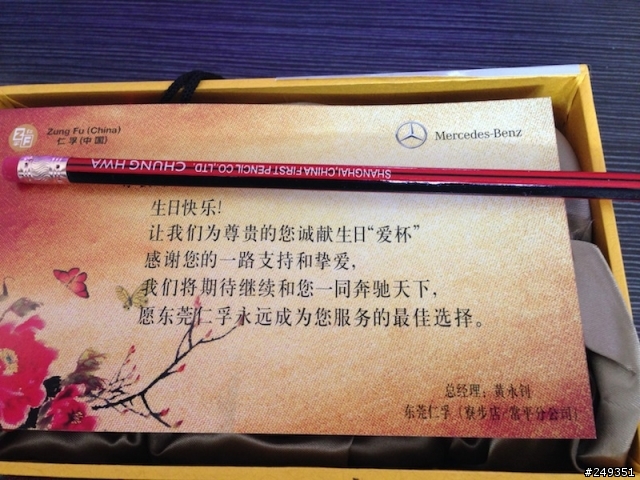 Zung Fu (China)
仁孚(中国)
Mercedes-Benz
SHANGHAI,CHINA FIRST PENCIL CO.,LTD. CHUNG HWA
生日快乐!
让我们为尊贵的您诚献生日“爱杯”
感谢您的一路支持和挚爱,
我们将期待继续和您一同奔驰天下,
愿东莞仁孚永远成为您服务的最佳选择。
总经理:黄永钊
东莞仁孚(寮步店/常平分公司)
#249351